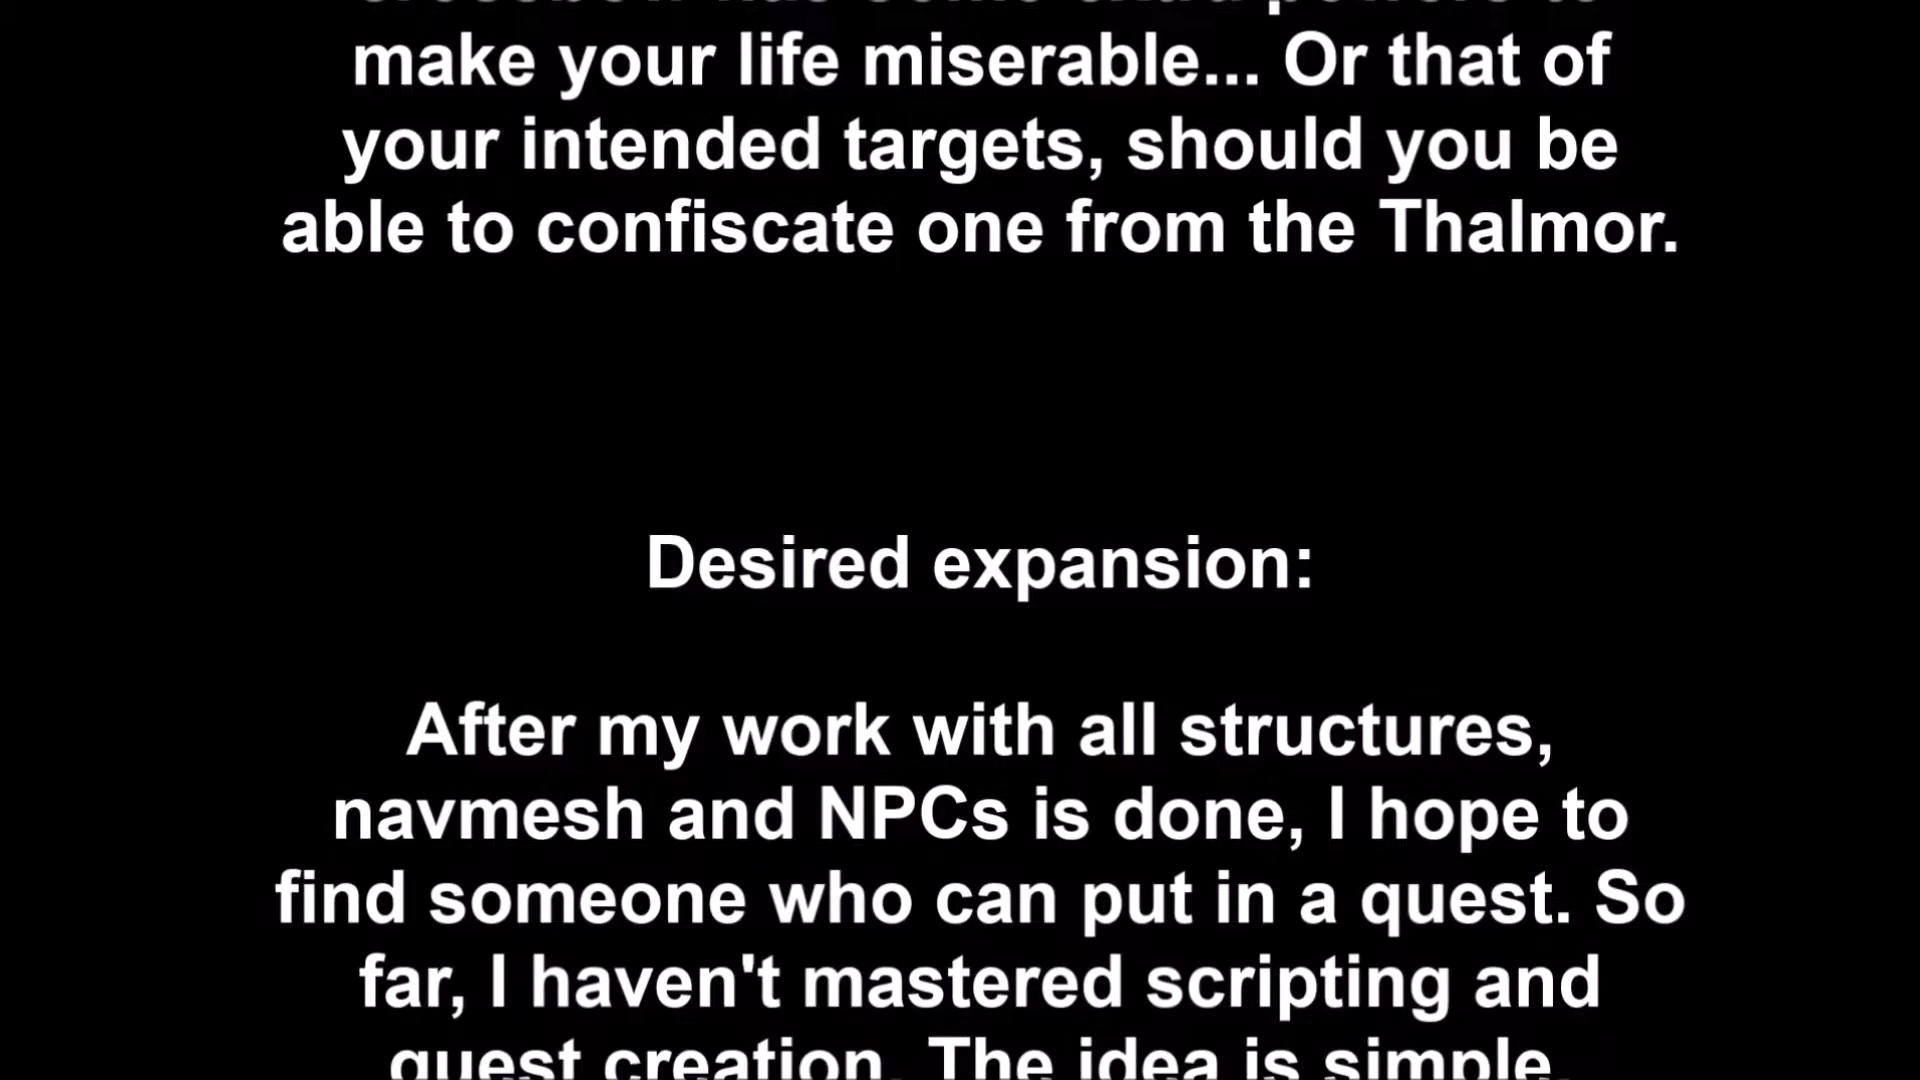 make your life miserable... Or that of
your intended targets, should you be
able to confiscate one from the Thalmor.
Desired expansion:
After my work with all structures,
navmesh and NPCs is done, I hope to
find someone who can put in a quest. So
far, I haven't mastered scripting and
quest creation. The idea is simple.